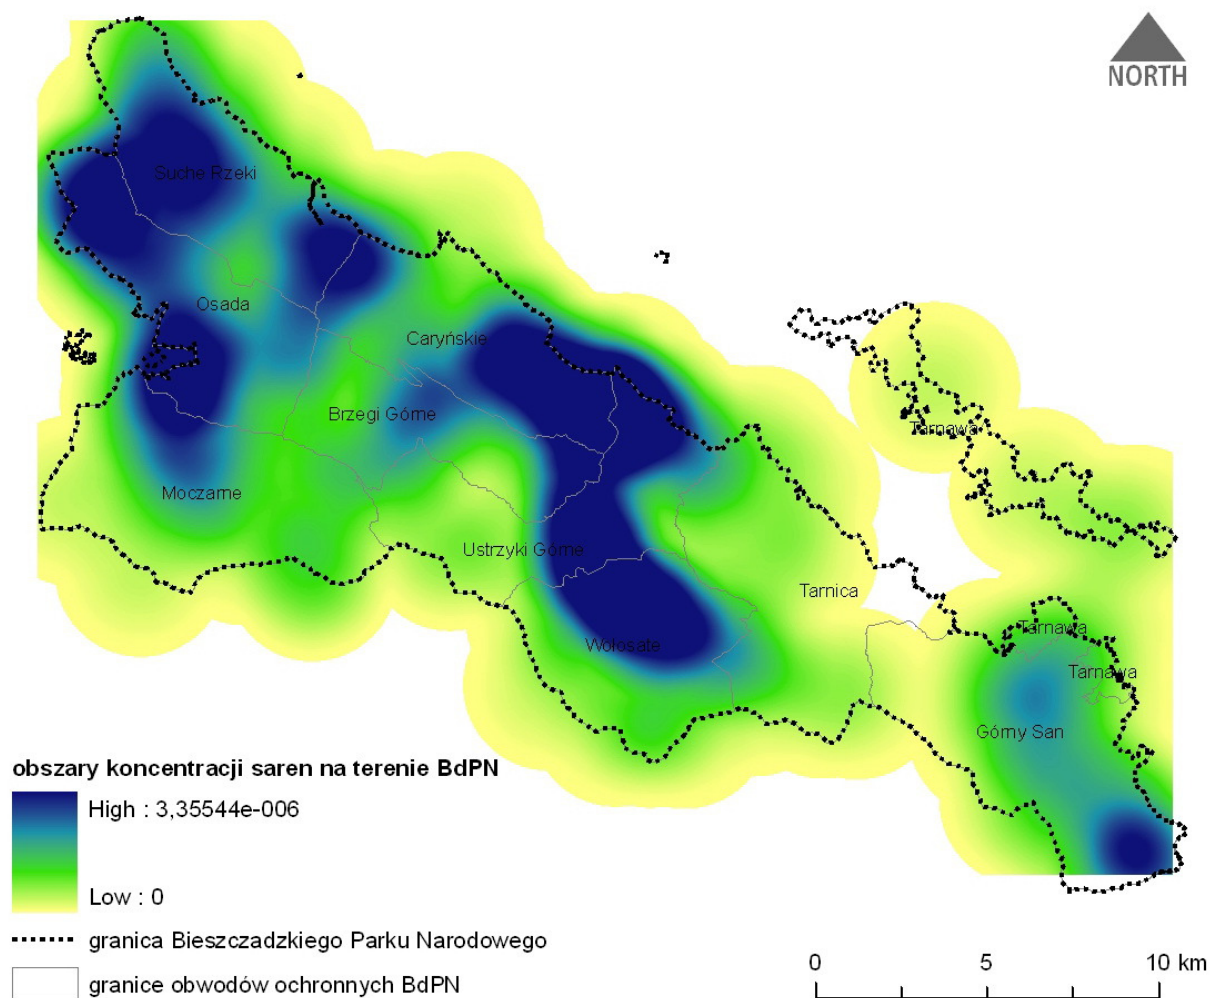 NORTH
Suche Rzeki
Osada
Caryńskie
Brzegi Górne
Tarnawa
Moczarne
Ustrzyki Górne
Tarnica
Wołosate
Tarnawa
Tarnawa
Górny San
obszary koncentracji saren na terenie BdPN
High : 3,35544e-006
Low : 0
granica Bieszczadzkiego Parku Narodowego
granice obwodów ochronnych BdPN
0 5 10 km